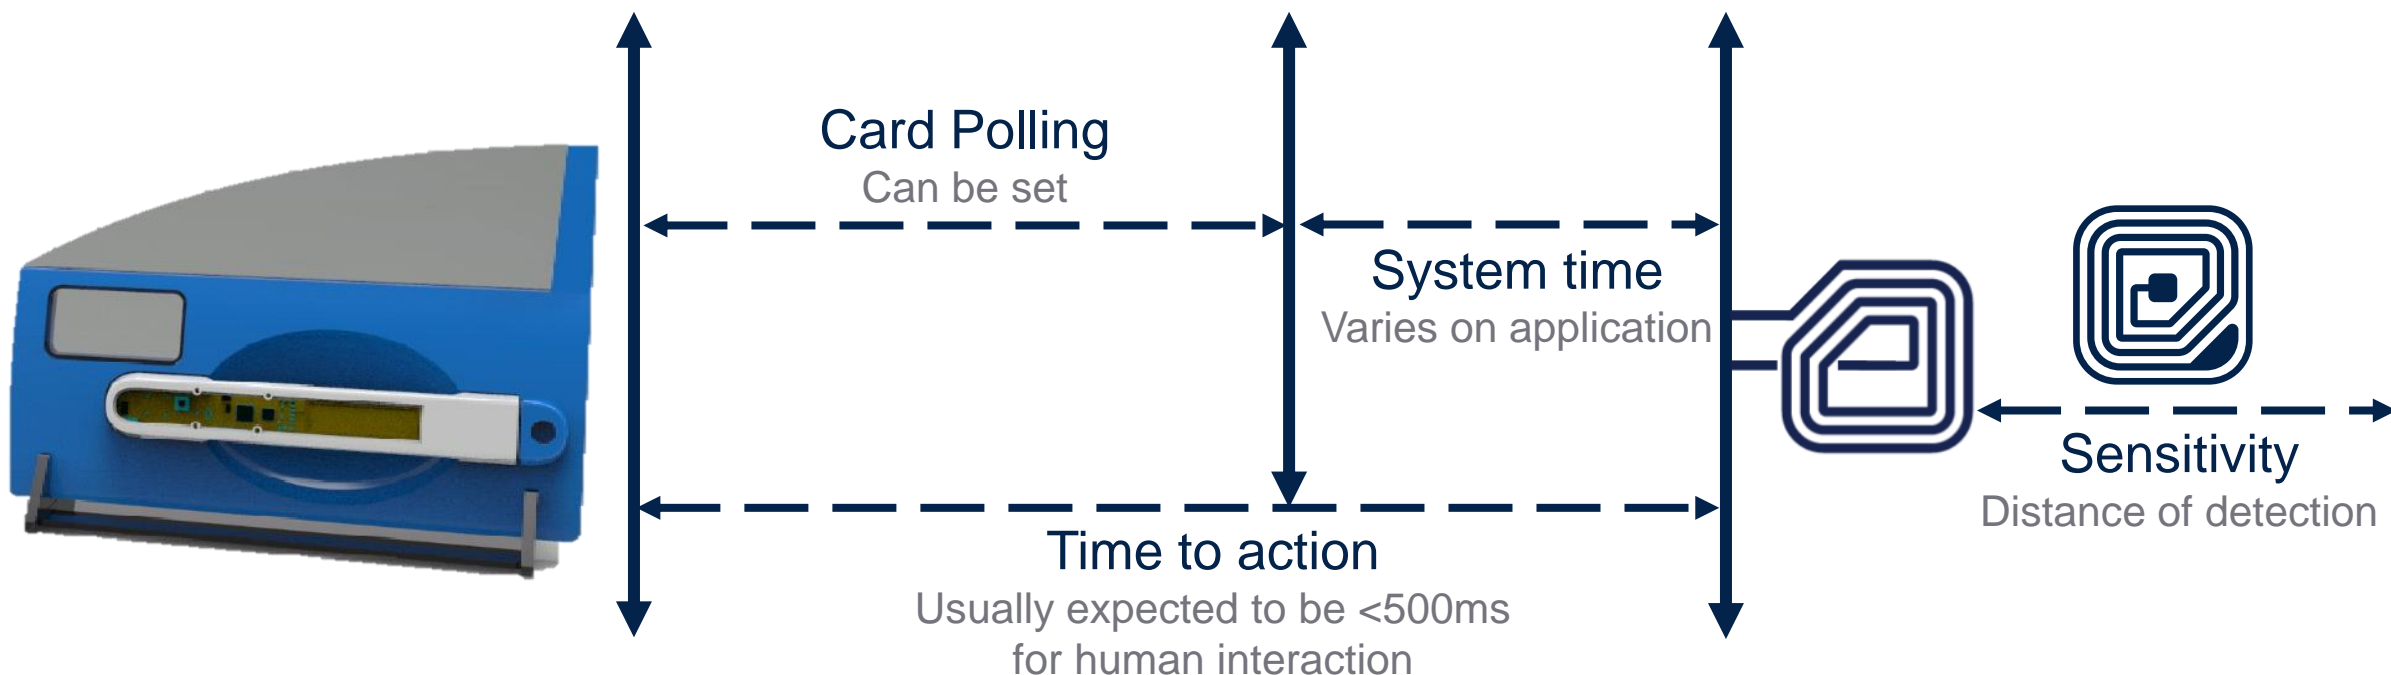 Card Polling
Can be set
System time
Varies on application
Sensitivity
Distance of detection
Time to action
Usually expected to be <500ms
for human interaction